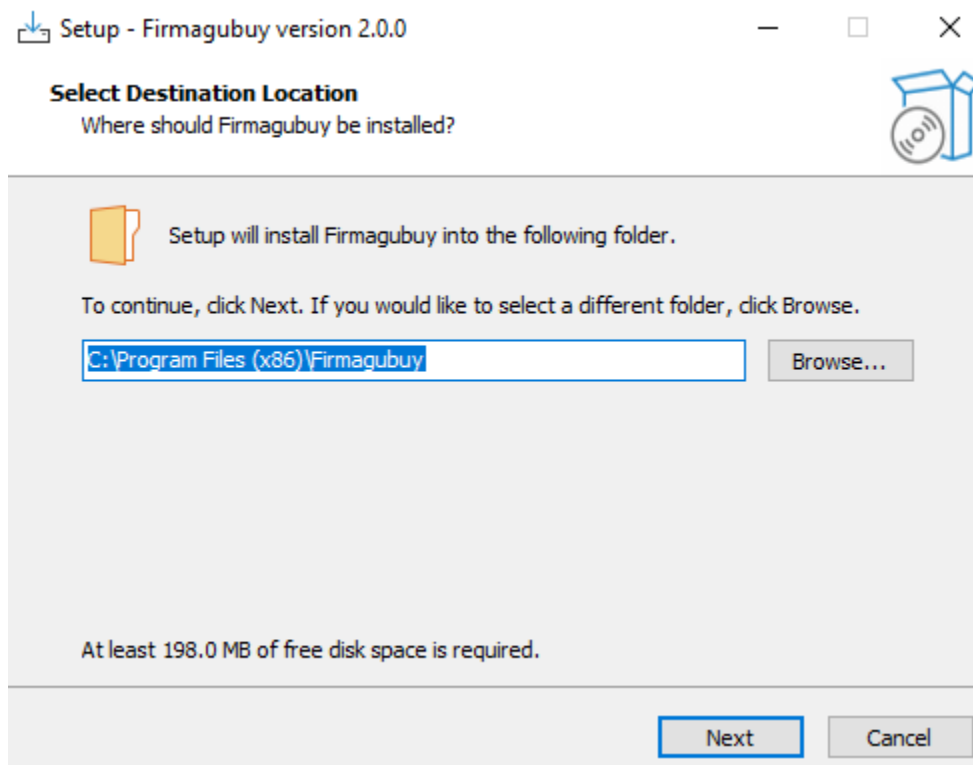 Setup - Firmagubuy version 2.0.0
Select Destination Location
Where should Firmagubuy be installed?
Setup will install Firmagubuy into the following folder.
To continue, click Next. If you would like to select a different folder, click Browse.
C:\Program Files (x86)\Firmagubuy
Browse...
At least 198.0 MB of free disk space is required.
Next
Cancel